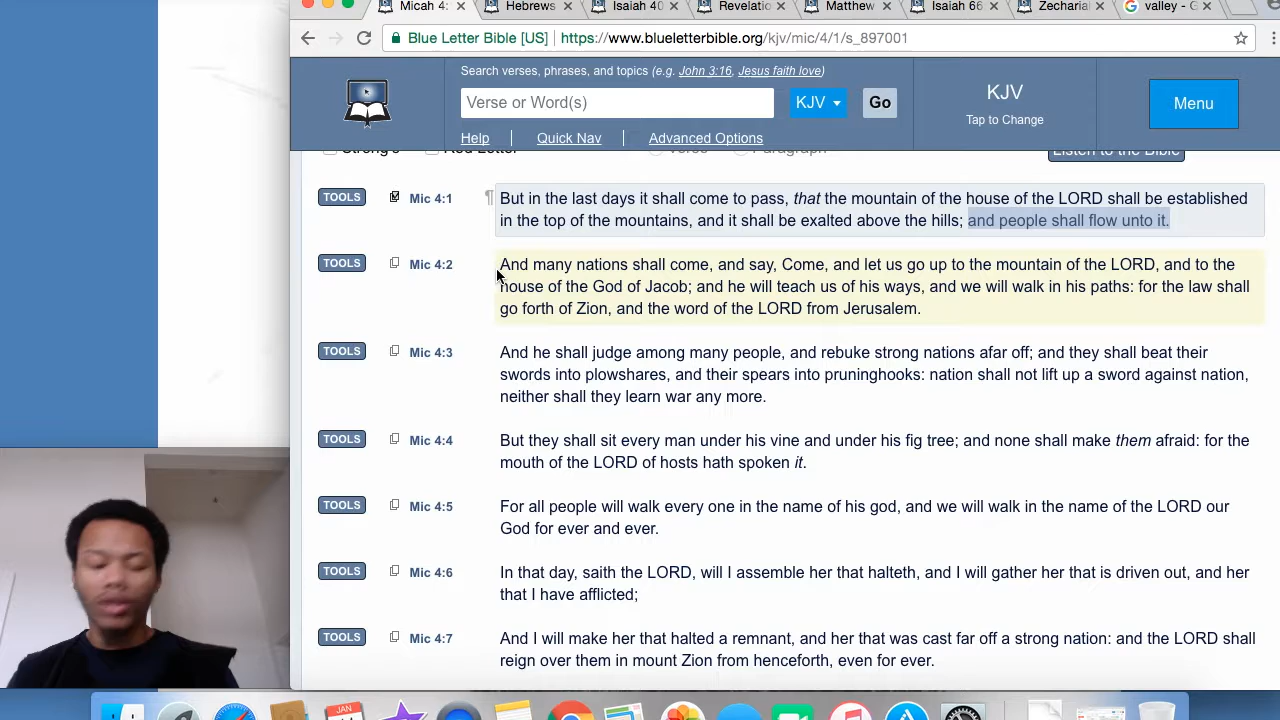 Micah 4:
Hebrews
Isaiah 40
Revelatio
Matthew
Isaiah 66
Zecharia
valley - G
Blue Letter Bible [US] https://www.blueletterbible.org/kjv/mic/4/1/s_897001
Search verses, phrases, and topics (e.g. John 3:16, Jesus faith love)
Verse or Word(s)
KJV
Go
Help
Quick Nav
Advanced Options
KJV
Tap to Change
Menu
Strong's
Red Letter
Verse
Paragraph
Listen to the Bible
TOOLS Mic 4:1 ¶ But in the last days it shall come to pass, that the mountain of the house of the LORD shall be established
in the top of the mountains, and it shall be exalted above the hills; and people shall flow unto it.
TOOLS Mic 4:2 And many nations shall come, and say, Come, and let us go up to the mountain of the LORD, and to the
house of the God of Jacob; and he will teach us of his ways, and we will walk in his paths: for the law shall
go forth of Zion, and the word of the LORD from Jerusalem.
TOOLS Mic 4:3 And he shall judge among many people, and rebuke strong nations afar off; and they shall beat their
swords into plowshares, and their spears into pruninghooks: nation shall not lift up a sword against nation,
neither shall they learn war any more.
TOOLS Mic 4:4 But they shall sit every man under his vine and under his fig tree; and none shall make them afraid: for the
mouth of the LORD of hosts hath spoken it.
TOOLS Mic 4:5 For all people will walk every one in the name of his god, and we will walk in the name of the LORD our
God for ever and ever.
TOOLS Mic 4:6 In that day, saith the LORD, will I assemble her that halteth, and I will gather her that is driven out, and her
that I have afflicted;
TOOLS Mic 4:7 And I will make her that halted a remnant, and her that was cast far off a strong nation: and the LORD shall
reign over them in mount Zion from henceforth, even for ever.
JAN